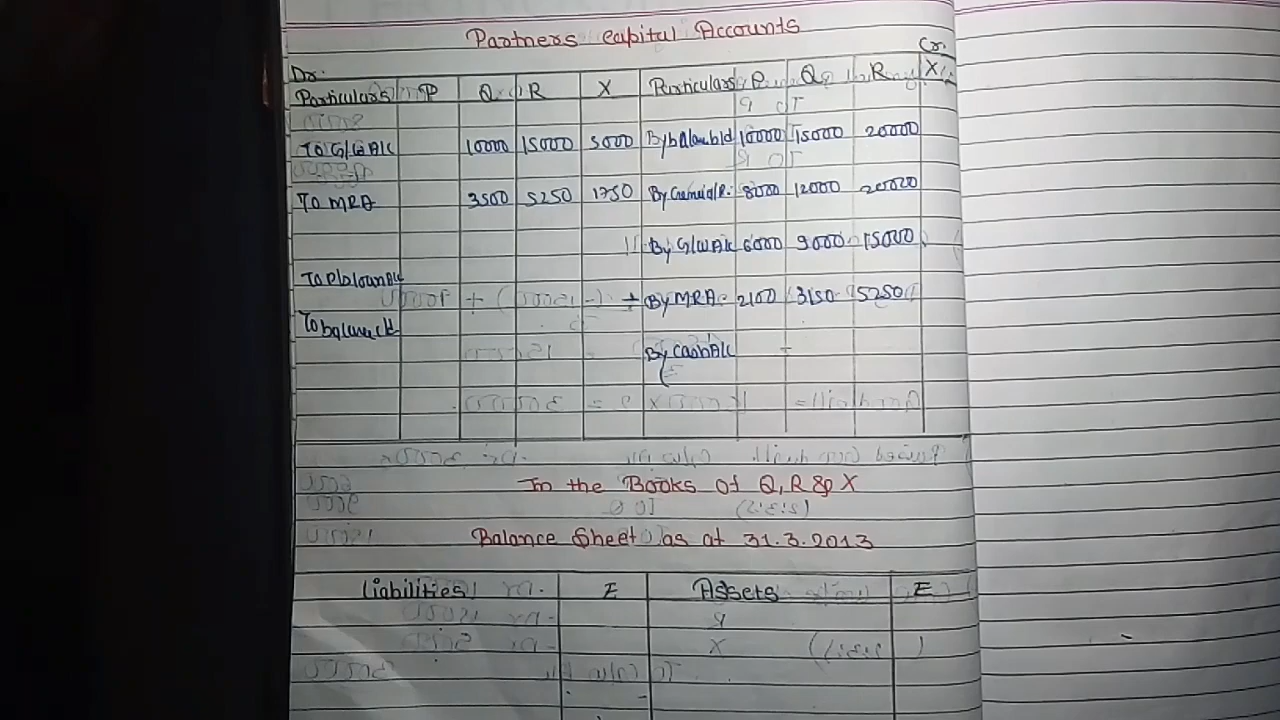 Partners Capital Accounts
Dr. Cr.
Particulars P Q R X Particulars P Q R X
To G/W A/c 10000 15000 5000 By balance b/d 10000 15000 20000
To MRA 3500 5250 1750 By General R. 8000 12000 20000
By G/W A/c 6000 9000 15000
To P's loan A/c
By MRA 2100 3150 5250
To balance c/d
By Cash A/c
In the Books of Q, R & X
Balance Sheet as at 31.3.2013
Liabilities ₹ Assets ₹